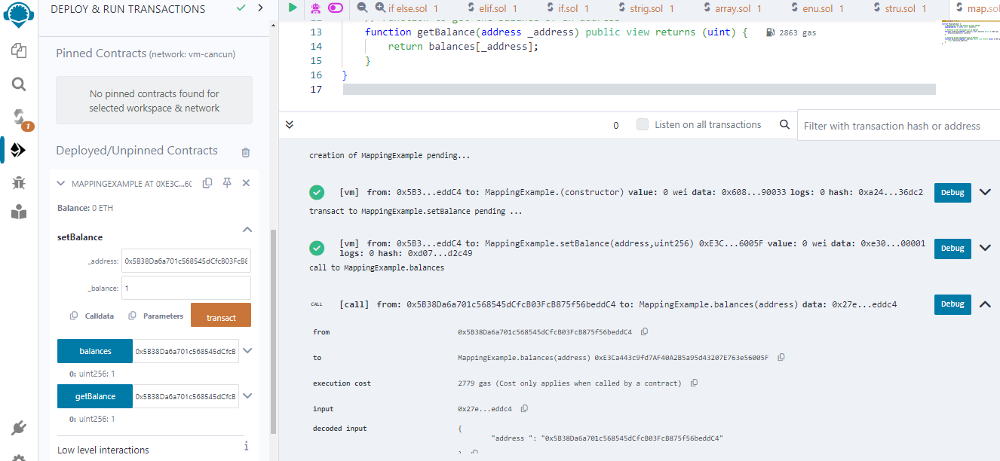 DEPLOY & RUN TRANSACTIONS
Pinned Contracts (network: vm-cancun)
No pinned contracts found for
selected workspace & network
1
Deployed/Unpinned Contracts
MAPPINGEXAMPLE AT 0XE3C...60
Balance: 0 ETH
setBalance
_address: 0x5B38Da6a701c568545dCfcB03FcB8
_balance: 1
Calldata Parameters transact
balances 0x5B38Da6a701c568545dCfcB
0: uint256: 1
getBalance 0x5B38Da6a701c568545dCfcB
0: uint256: 1
Low level interactions i
if else.sol 1 elif.sol 1 if.sol 1 strig.sol 1 array.sol 1 enu.sol 1 stru.sol 1 map.sol
13 function getBalance(address _address) public view returns (uint) { 2863 gas
14 return balances[_address];
15 }
16 }
17
0 Listen on all transactions Filter with transaction hash or address
creation of MappingExample pending...
[vm] from: 0x5B3...eddC4 to: MappingExample.(constructor) value: 0 wei data: 0x608...90033 logs: 0 hash: 0xa24...36dc2 Debug
transact to MappingExample.setBalance pending ...
[vm] from: 0x5B3...eddC4 to: MappingExample.setBalance(address,uint256) 0xE3C...6005F value: 0 wei data: 0xe30...00001 Debug
logs: 0 hash: 0xd07...d2c49
call to MappingExample.balances
CALL [call] from: 0x5B38Da6a701c568545dCfcB03FcB875f56beddC4 to: MappingExample.balances(address) data: 0x27e...eddc4 Debug
from 0x5B38Da6a701c568545dCfcB03FcB875f56beddC4
to MappingExample.balances(address) 0xE3Ca443c9fd7AF40A2B5a95d43207E763e56005F
execution cost 2779 gas (Cost only applies when called by a contract)
input 0x27e...eddc4
decoded input {
"address ": "0x5B38Da6a701c568545dCfcB03FcB875f56beddC4"
}